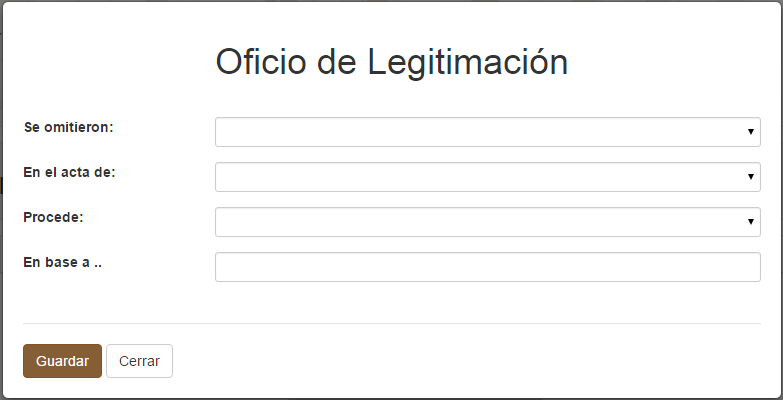 Oficio de Legitimación
Se omitieron:
En el acta de:
Procede:
En base a ..
Guardar Cerrar